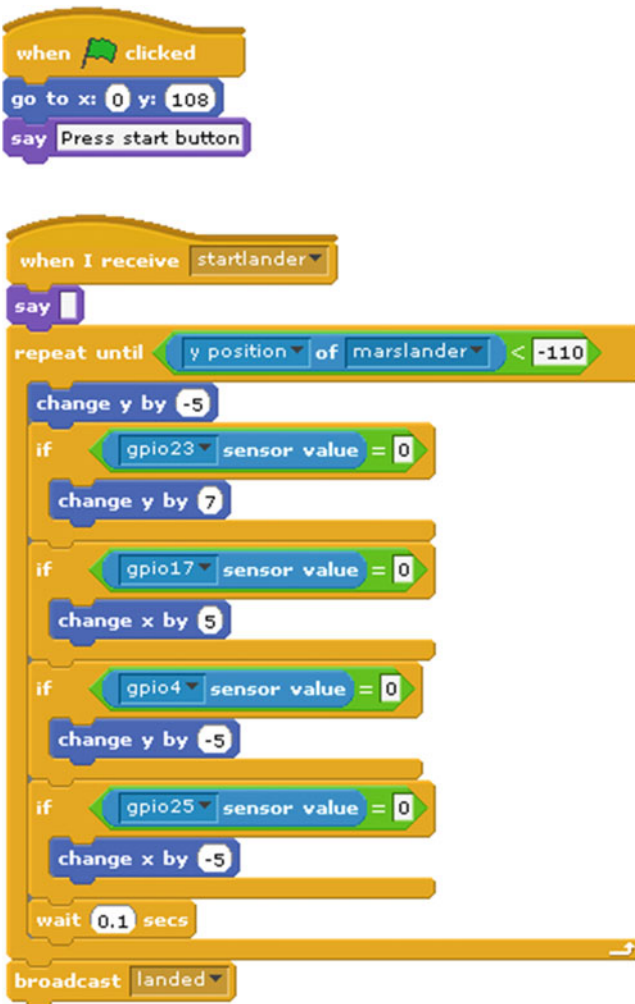 when clicked
go to x: 0 y: 108
say Press start button
when I receive startlander
say
repeat until y position of marslander < -110
change y by -5
if gpio23 sensor value = 0
change y by 7
if gpio17 sensor value = 0
change x by 5
if gpio4 sensor value = 0
change y by -5
if gpio25 sensor value = 0
change x by -5
wait 0.1 secs
broadcast landed